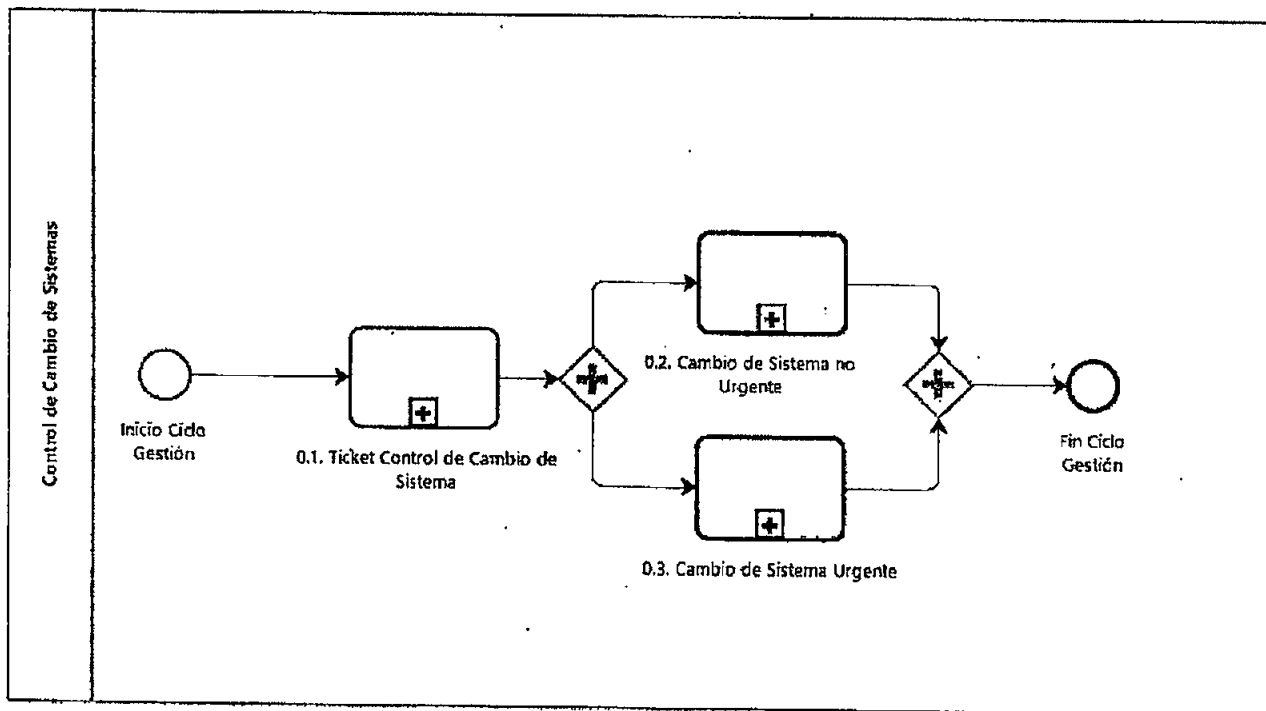 Control de Cambio de Sistemas
Inicio Ciclo
Gestión
0.1. Ticket Control de Cambio de
Sistema
0.2. Cambio de Sistema no
Urgente
0.3. Cambio de Sistema Urgente
Fin Ciclo
Gestión